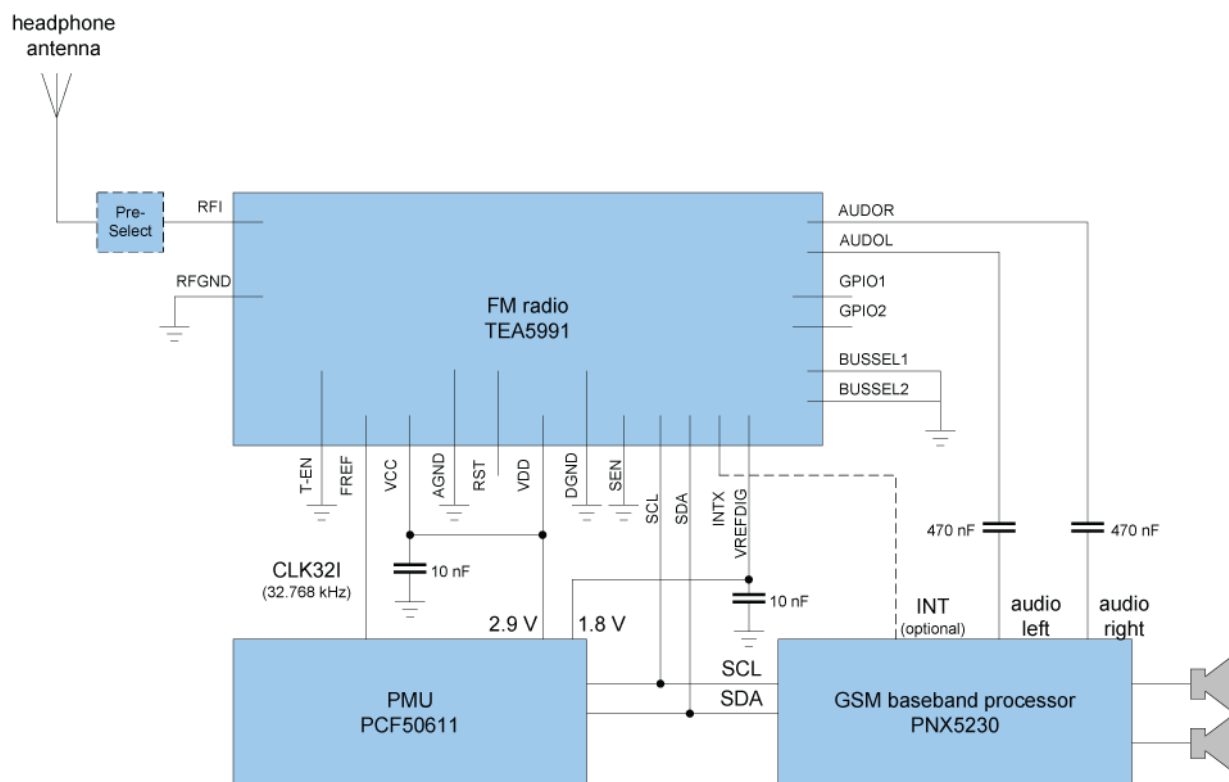 headphone
antenna
Pre-
Select
RFI
RFGND
FM radio
TEA5991
AUDOR
AUDOL
GPIO1
GPIO2
BUSSEL1
BUSSEL2
T-EN
FREF
VCC
AGND
RST
VDD
DGND
SEN
SCL
SDA
INTX
VREFDIG
470 nF
470 nF
CLK32I
(32.768 kHz)
10 nF
10 nF
2.9 V
1.8 V
INT
(optional)
audio
left
audio
right
PMU
PCF50611
SCL
SDA
GSM baseband processor
PNX5230